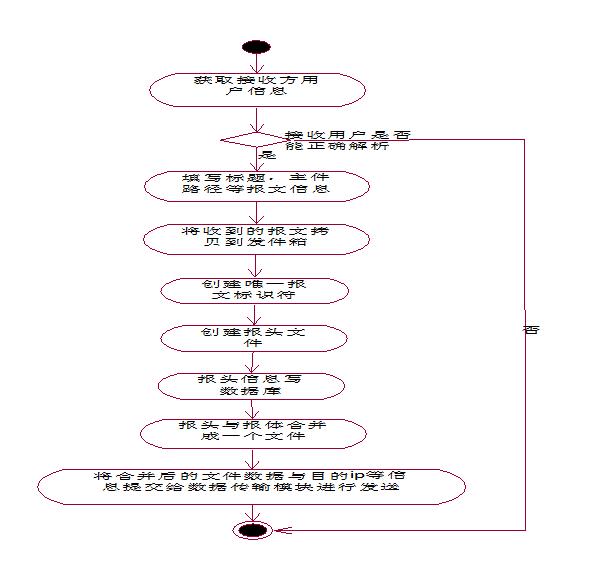 获取接收方用
户信息
接收用户是否
能正确解析
是
填写标题，主件
路径等报文信息
将收到的报文拷
贝到发件箱
创建唯一报
文标识符
创建报头文
件
否
报头信息写
数据库
报头与报体合并
成一个文件
将合并后的文件数据与目的ip等信
息提交给数据传输模块进行发送